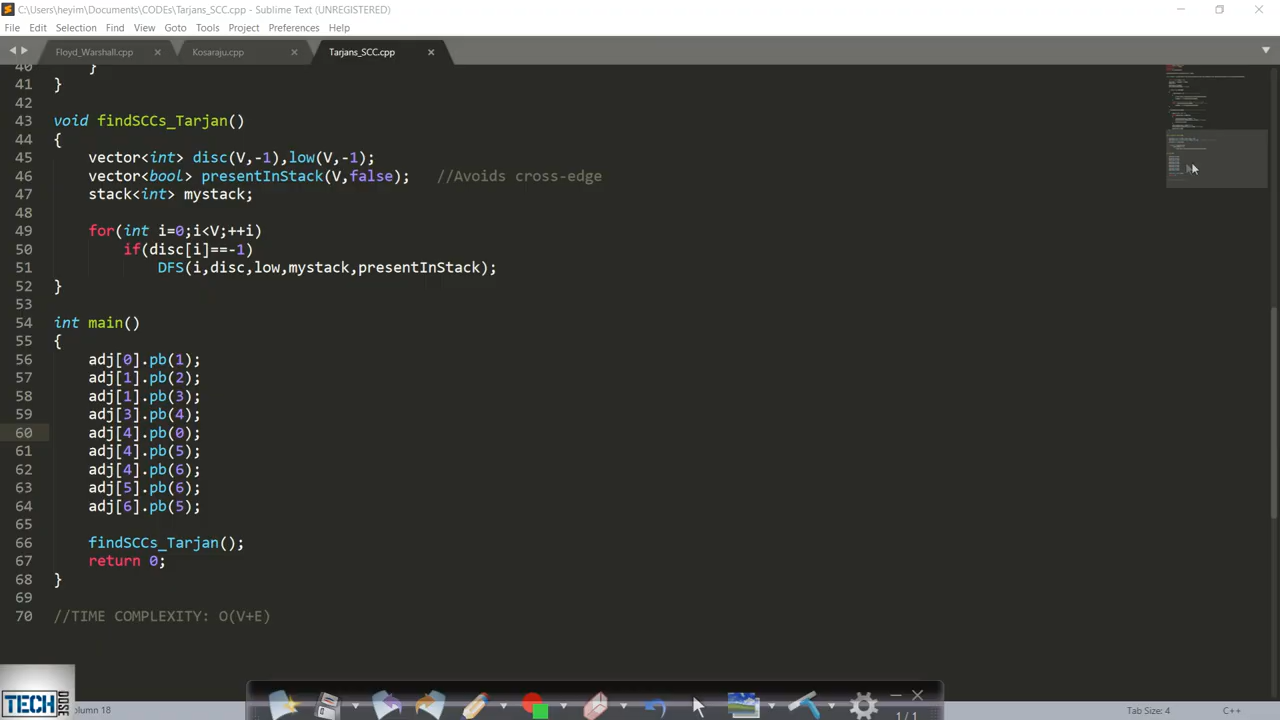 C:\Users\heyim\Documents\CODEs\Tarjans_SCC.cpp - Sublime Text (UNREGISTERED)
File Edit Selection Find View Goto Tools Project Preferences Help
Floyd_Warshall.cpp Kosaraju.cpp Tarjans_SCC.cpp
40 }
41 }
42
43 void findSCCs_Tarjan()
44 {
45 vector<int> disc(V,-1),low(V,-1);
46 vector<bool> presentInStack(V,false); //Avoids cross-edge
47 stack<int> mystack;
48
49 for(int i=0;i<V;++i)
50 if(disc[i]==-1)
51 DFS(i,disc,low,mystack,presentInStack);
52 }
53
54 int main()
55 {
56 adj[0].pb(1);
57 adj[1].pb(2);
58 adj[1].pb(3);
59 adj[3].pb(4);
60 adj[4].pb(0);
61 adj[4].pb(5);
62 adj[4].pb(6);
63 adj[5].pb(6);
64 adj[6].pb(5);
65
66 findSCCs_Tarjan();
67 return 0;
68 }
69
70 //TIME COMPLEXITY: O(V+E)
TECH DOSE
1/1
Column 18 Tab Size: 4 C++